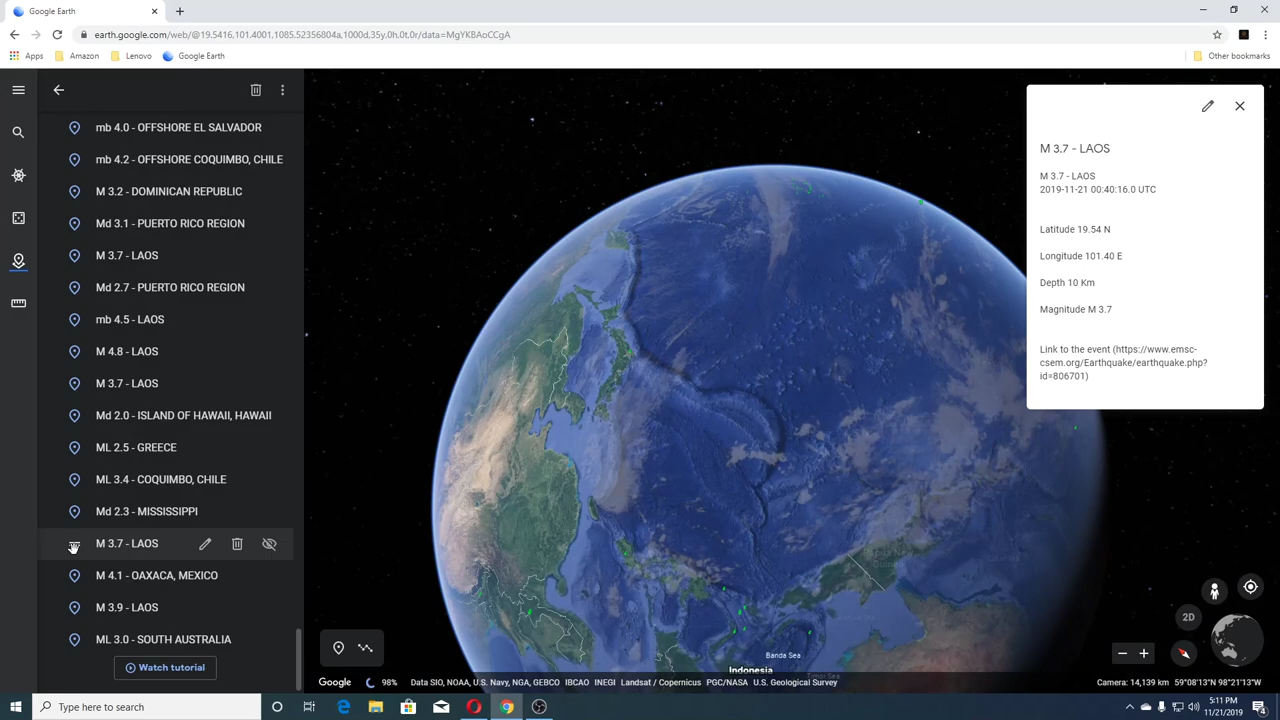 Google Earth
earth.google.com/web/@19.5416,101.4001,1085.52356804a,1000d,35y,0h,0t,0r/data=MgYKBAoCCgA
Apps
Amazon
Lenovo
Google Earth
Other bookmarks
mb 4.0 - OFFSHORE EL SALVADOR
mb 4.2 - OFFSHORE COQUIMBO, CHILE
M 3.2 - DOMINICAN REPUBLIC
Md 3.1 - PUERTO RICO REGION
M 3.7 - LAOS
Md 2.7 - PUERTO RICO REGION
mb 4.5 - LAOS
M 4.8 - LAOS
M 3.7 - LAOS
Md 2.0 - ISLAND OF HAWAII, HAWAII
ML 2.5 - GREECE
ML 3.4 - COQUIMBO, CHILE
Md 2.3 - MISSISSIPPI
M 3.7 - LAOS
M 4.1 - OAXACA, MEXICO
M 3.9 - LAOS
ML 3.0 - SOUTH AUSTRALIA
Watch tutorial
M 3.7 - LAOS
M 3.7 - LAOS
2019-11-21 00:40:16.0 UTC
Latitude 19.54 N
Longitude 101.40 E
Depth 10 Km
Magnitude M 3.7
Link to the event (https://www.emsc-
csem.org/Earthquake/earthquake.php?
id=806701)
Papua New
Guinea
2D
Banda Sea
Indonesia
Timor Sea
Google
98%
Data SIO, NOAA, U.S. Navy, NGA, GEBCO IBCAO INEGI Landsat / Copernicus PGC/NASA U.S. Geological Survey
Camera: 14,139 km 59°08'13"N 98°21'13"W
Type here to search
5:11 PM
11/21/2019
4